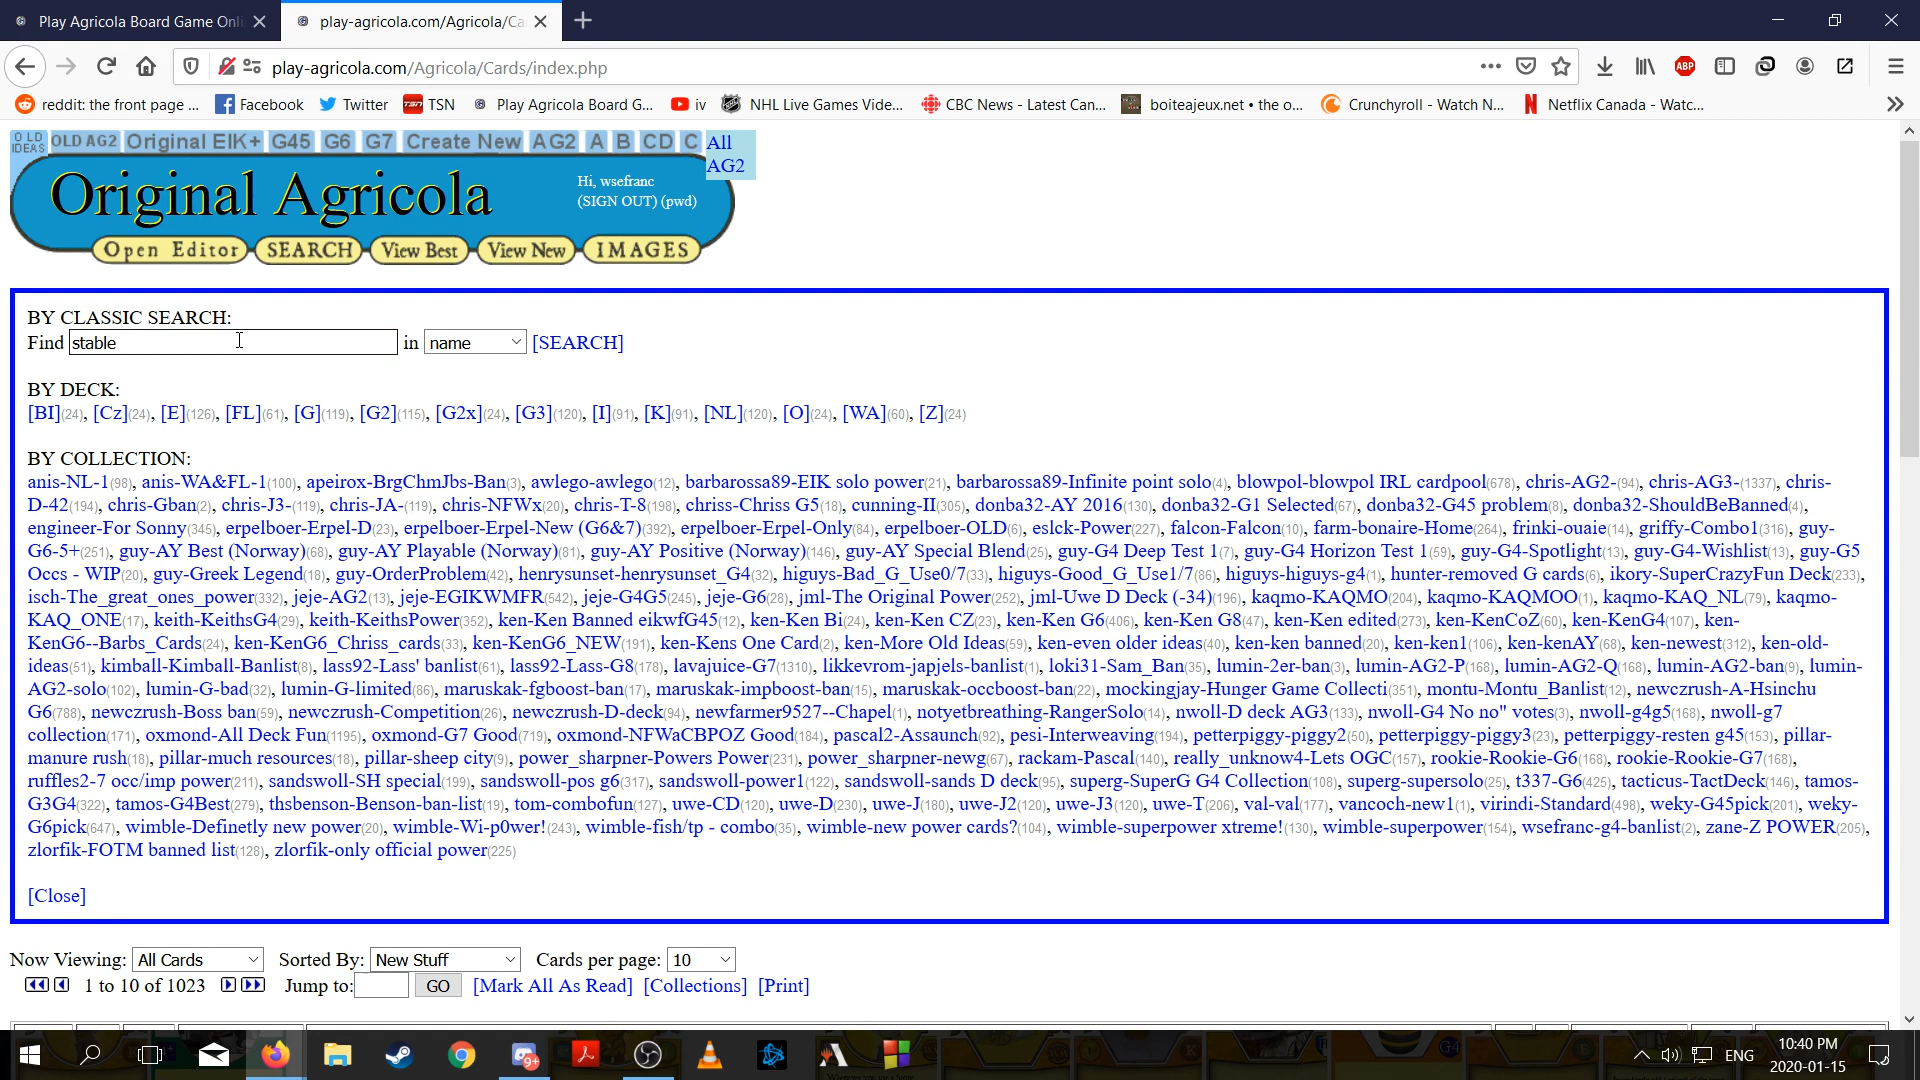 Play Agricola Board Game Onli
play-agricola.com/Agricola/Ca
play-agricola.com/Agricola/Cards/index.php
ABP
reddit: the front page ... Facebook Twitter TSN Play Agricola Board G... iv NHL Live Games Vide... CBC News - Latest Can... boiteajeux.net • the o... Crunchyroll - Watch N... Netflix Canada - Watc...
OLD IDEAS OLD AG2 Original EIK+ G45 G6 G7 Create New AG2 A B CD C All AG2
Original Agricola
Hi, wsefranc
(SIGN OUT) (pwd)
Open Editor SEARCH View Best View New IMAGES
BY CLASSIC SEARCH:
Find stable in name [SEARCH]
BY DECK:
[BI](24), [Cz](24), [E](126), [FL](61), [G](119), [G2](115), [G2x](24), [G3](120), [I](91), [K](91), [NL](120), [O](24), [WA](60), [Z](24)
BY COLLECTION:
anis-NL-1(98), anis-WA&FL-1(100), apeirox-BrgChmJbs-Ban(3), awlego-awlego(12), barbarossa89-EIK solo power(21), barbarossa89-Infinite point solo(4), blowpol-blowpol IRL cardpool(678), chris-AG2-(94), chris-AG3-(1337), chris-
D-42(194), chris-Gban(2), chris-J3-(119), chris-JA-(119), chris-NFWx(20), chris-T-8(198), chriss-Chriss G5(18), cunning-II(305), donba32-AY 2016(130), donba32-G1 Selected(67), donba32-G45 problem(8), donba32-ShouldBeBanned(4),
engineer-For Sonny(345), erpelboer-Erpel-D(23), erpelboer-Erpel-New (G6&7)(392), erpelboer-Erpel-Only(84), erpelboer-OLD(6), eslck-Power(227), falcon-Falcon(10), farm-bonaire-Home(264), frinki-ouaie(14), griffy-Combo1(316), guy-
G6-5+(251), guy-AY Best (Norway)(68), guy-AY Playable (Norway)(81), guy-AY Positive (Norway)(146), guy-AY Special Blend(25), guy-G4 Deep Test 1(7), guy-G4 Horizon Test 1(59), guy-G4-Spotlight(13), guy-G4-Wishlist(13), guy-G5
Occs - WIP(20), guy-Greek Legend(18), guy-OrderProblem(42), henrysunset-henrysunset_G4(32), higuys-Bad_G_Use0/7(33), higuys-Good_G_Use1/7(86), higuys-higuys-g4(1), hunter-removed G cards(6), ikory-SuperCrazyFun Deck(233),
isch-The_great_ones_power(332), jeje-AG2(13), jeje-EGIKWMFR(542), jeje-G4G5(245), jeje-G6(28), jml-The Original Power(252), jml-Uwe D Deck (-34)(196), kaqmo-KAQMO(204), kaqmo-KAQMOO(1), kaqmo-KAQ_NL(79), kaqmo-
KAQ_ONE(17), keith-KeithsG4(29), keith-KeithsPower(352), ken-Ken Banned eikwfG45(12), ken-Ken Bi(24), ken-Ken CZ(23), ken-Ken G6(406), ken-Ken G8(47), ken-Ken edited(273), ken-KenCoZ(60), ken-KenG4(107), ken-
KenG6--Barbs_Cards(24), ken-KenG6_Chriss_cards(33), ken-KenG6_NEW(191), ken-Kens One Card(2), ken-More Old Ideas(59), ken-even older ideas(40), ken-ken banned(20), ken-ken1(106), ken-kenAY(68), ken-newest(312), ken-old-
ideas(51), kimball-Kimball-Banlist(8), lass92-Lass' banlist(61), lass92-Lass-G8(178), lavajuice-G7(1310), likkevrom-japjels-banlist(1), loki31-Sam_Ban(35), lumin-2er-ban(3), lumin-AG2-P(168), lumin-AG2-Q(168), lumin-AG2-ban(9), lumin-
AG2-solo(102), lumin-G-bad(32), lumin-G-limited(86), maruskak-fgboost-ban(17), maruskak-impboost-ban(15), maruskak-occboost-ban(22), mockingjay-Hunger Game Collecti(351), montu-Montu_Banlist(12), newczrush-A-Hsinchu
G6(788), newczrush-Boss ban(59), newczrush-Competition(26), newczrush-D-deck(94), newfarmer9527--Chapel(1), notyetbreathing-RangerSolo(14), nwoll-D deck AG3(133), nwoll-G4 No no" votes(3), nwoll-g4g5(168), nwoll-g7
collection(171), oxmond-All Deck Fun(1195), oxmond-G7 Good(719), oxmond-NFWaCBPOZ Good(184), pascal2-Assaunch(92), pesi-Interweaving(194), petterpiggy-piggy2(50), petterpiggy-piggy3(23), petterpiggy-resten g45(153), pillar-
manure rush(18), pillar-much resources(18), pillar-sheep city(9), power_sharpner-Powers Power(231), power_sharpner-newg(67), rackam-Pascal(140), really_unknow4-Lets OGC(157), rookie-Rookie-G6(168), rookie-Rookie-G7(168),
ruffles2-7 occ/imp power(211), sandswoll-SH special(199), sandswoll-pos g6(317), sandswoll-power1(122), sandswoll-sands D deck(95), superg-SuperG G4 Collection(108), superg-supersolo(25), t337-G6(425), tacticus-TactDeck(146), tamos-
G3G4(322), tamos-G4Best(279), thsbenson-Benson-ban-list(19), tom-combofun(127), uwe-CD(120), uwe-D(230), uwe-J(180), uwe-J2(120), uwe-J3(120), uwe-T(206), val-val(177), vancoch-new1(1), virindi-Standard(498), weky-G45pick(201), weky-
G6pick(647), wimble-Definetly new power(20), wimble-Wi-p0wer!(243), wimble-fish/tp - combo(35), wimble-new power cards?(104), wimble-superpower xtreme!(130), wimble-superpower(154), wsefranc-g4-banlist(2), zane-Z POWER(205),
zlorfik-FOTM banned list(128), zlorfik-only official power(225)
[Close]
Now Viewing: All Cards Sorted By: New Stuff Cards per page: 10
1 to 10 of 1023 Jump to: GO [Mark All As Read] [Collections] [Print]
ENG
10:40 PM
2020-01-15